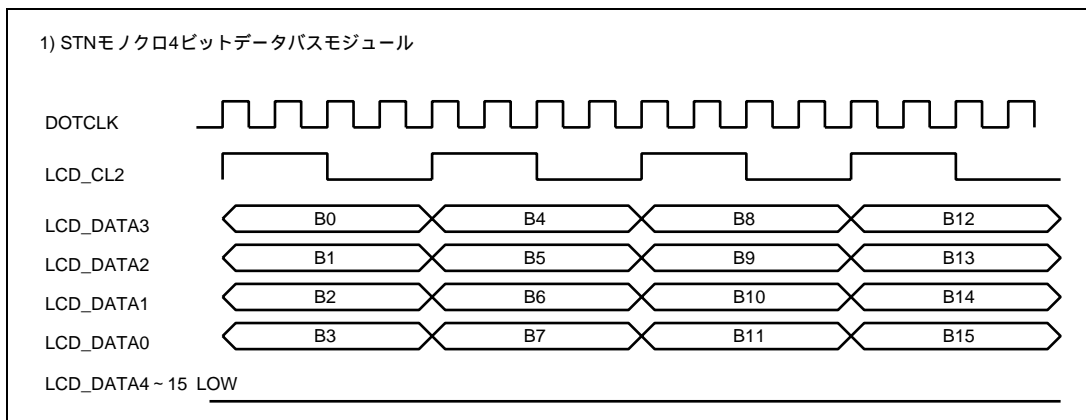 1) STNモノクロ4ビットデータバスモジュール
DOTCLK
LCD_CL2
LCD_DATA3 B0 B4 B8 B12
LCD_DATA2 B1 B5 B9 B13
LCD_DATA1 B2 B6 B10 B14
LCD_DATA0 B3 B7 B11 B15
LCD_DATA4～15 LOW